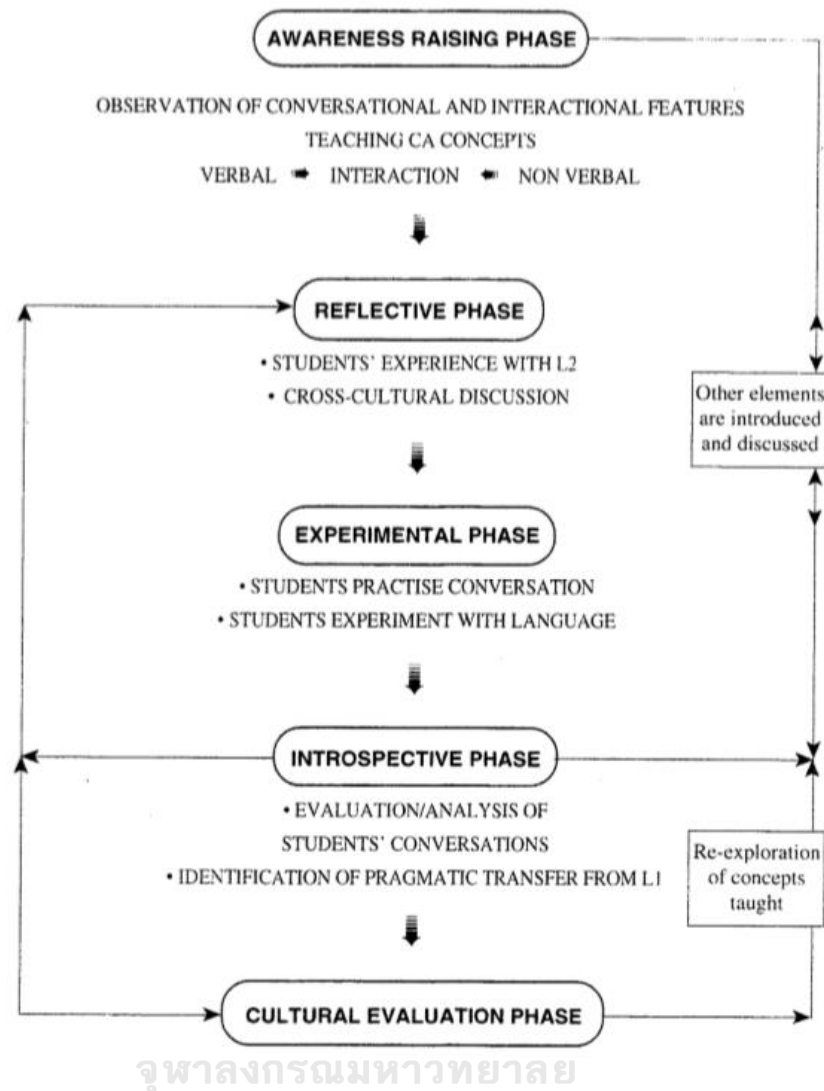 AWARENESS RAISING PHASE
OBSERVATION OF CONVERSATIONAL AND INTERACTIONAL FEATURES
TEACHING CA CONCEPTS
VERBAL ➡ INTERACTION ⬅ NON VERBAL
REFLECTIVE PHASE
• STUDENTS' EXPERIENCE WITH L2
• CROSS-CULTURAL DISCUSSION
Other elements
are introduced
and discussed
EXPERIMENTAL PHASE
• STUDENTS PRACTISE CONVERSATION
• STUDENTS EXPERIMENT WITH LANGUAGE
INTROSPECTIVE PHASE
• EVALUATION/ANALYSIS OF
STUDENTS' CONVERSATIONS
• IDENTIFICATION OF PRAGMATIC TRANSFER FROM L1
Re-exploration
of concepts
taught
CULTURAL EVALUATION PHASE
จุฬาลงกรณมหาวิทยาลัย